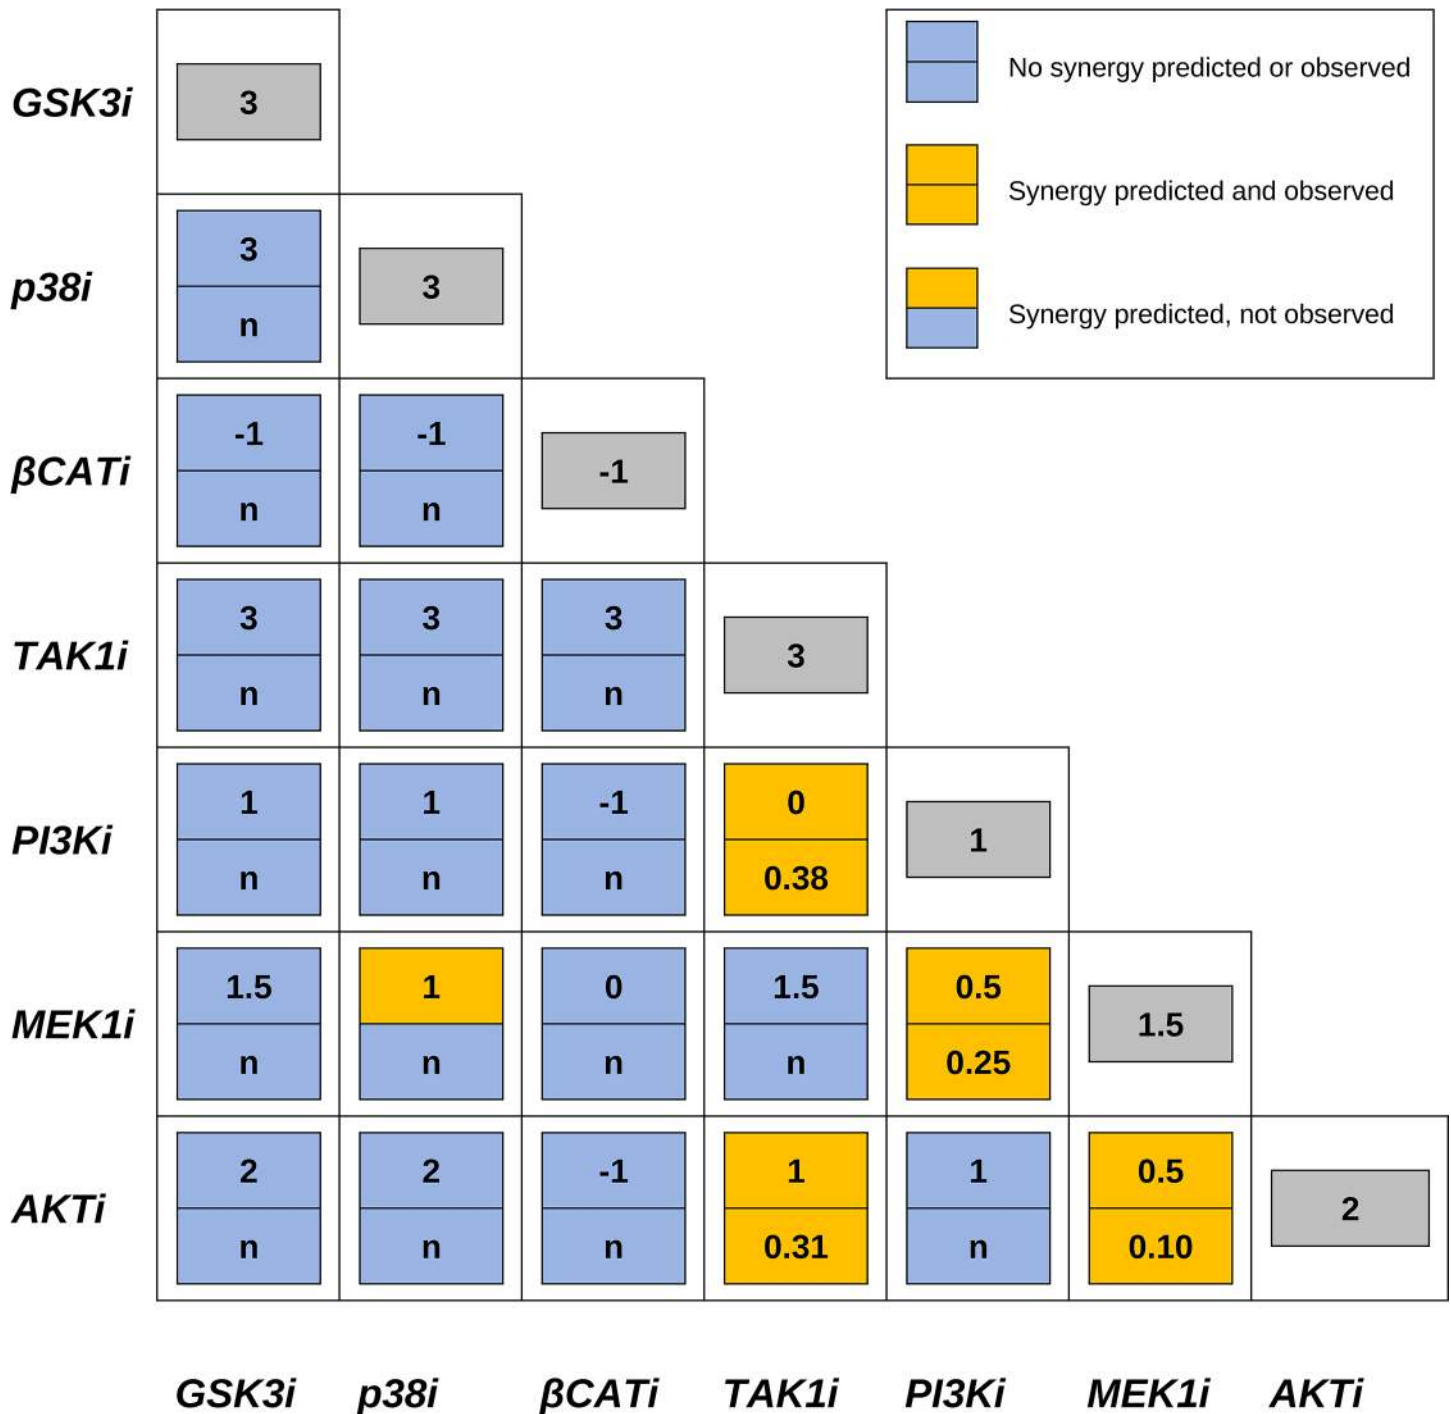 No synergy predicted or observed
Synergy predicted and observed
Synergy predicted, not observed
GSK3i
3
p38i
3
n
3
βCATi
-1
n
-1
n
-1
TAK1i
3
n
3
n
3
n
3
PI3Ki
1
n
1
n
-1
n
0
0.38
1
MEK1i
1.5
n
1
n
0
n
1.5
n
0.5
0.25
1.5
AKTi
2
n
2
n
-1
n
1
0.31
1
n
0.5
0.10
2
GSK3i p38i βCATi TAK1i PI3Ki MEK1i AKTi